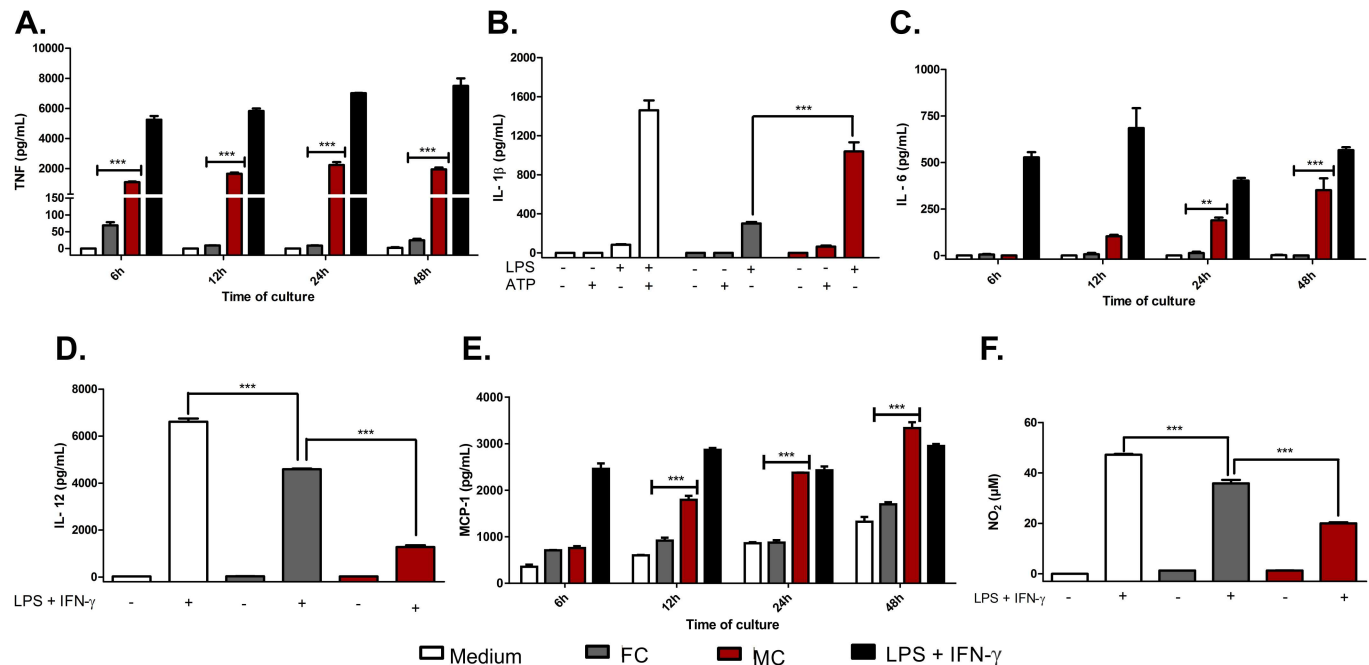 A.
TNF (pg/mL)
10000
8000
6000
4000
2000
150
100
50
0
***
***
***
***
6h 12h 24h 48h
Time of culture
B.
IL- 1β (pg/mL)
2000
1600
1200
800
400
0
***
LPS - - + + - - + - - +
ATP - + - + - + - - + -
C.
IL - 6 (pg/mL)
1000
750
500
250
0
**
***
6h 12h 24h 48h
Time of culture
D.
IL- 12 (pg/mL)
8000
6000
4000
2000
0
***
***
LPS + IFN-γ - + - + - +
E.
MCP-1 (pg/mL)
4000
3000
2000
1000
0
***
***
***
6h 12h 24h 48h
Time of culture
F.
NO2 (µM)
60
40
20
0
***
***
LPS + IFN-γ - + - + - +
Medium FC MC LPS + IFN-γ